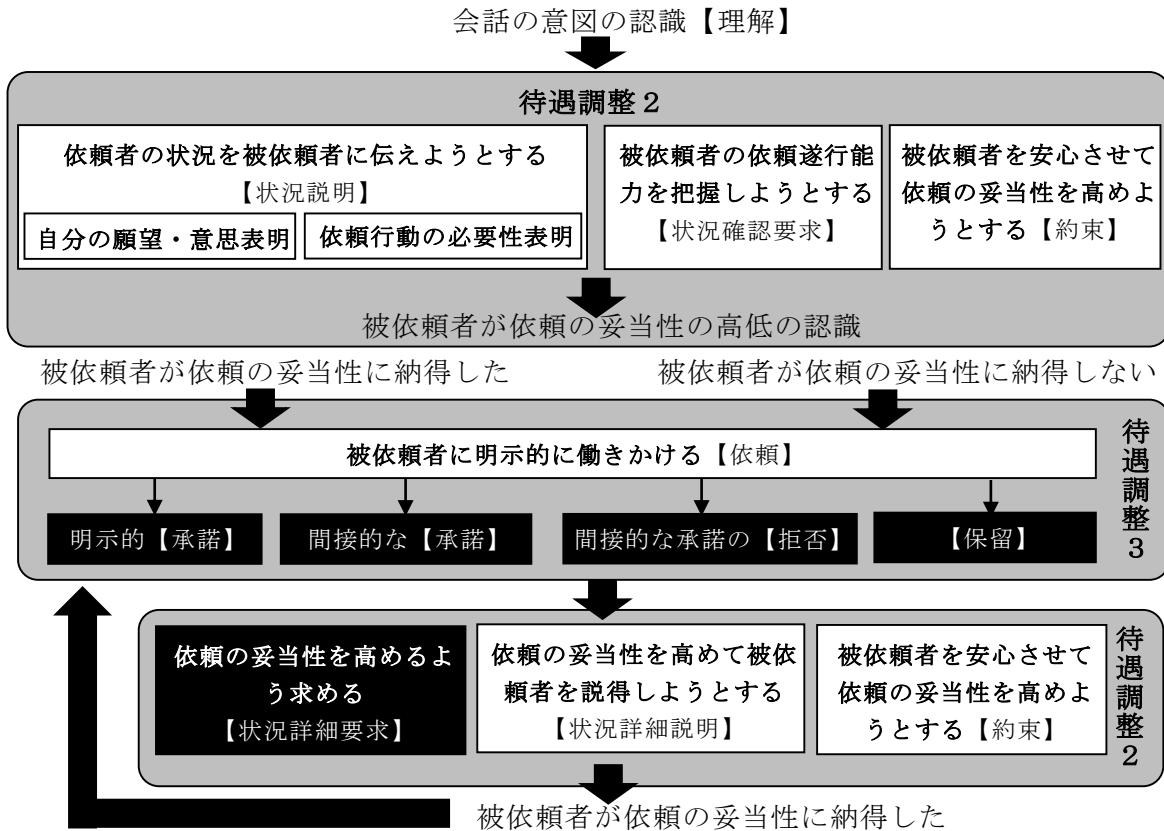 会話の意図の認識【理解】
待遇調整２
依頼者の状況を被依頼者に伝えようとする
【状況説明】
自分の願望・意思表明
依頼行動の必要性表明
被依頼者の依頼遂行能
力を把握しようとする
【状況確認要求】
被依頼者を安心させて
依頼の妥当性を高めよ
うとする【約束】
被依頼者が依頼の妥当性の高低の認識
被依頼者が依頼の妥当性に納得した
被依頼者が依頼の妥当性に納得しない
待遇調整３
被依頼者に明示的に働きかける【依頼】
明示的【承諾】
間接的な【承諾】
間接的な承諾の【拒否】
【保留】
依頼の妥当性を高めるよ
う求める
【状況詳細要求】
依頼の妥当性を高めて被依
頼者を説得しようとする
【状況詳細説明】
被依頼者を安心させて
依頼の妥当性を高めよ
うとする【約束】
待遇調整２
被依頼者が依頼の妥当性に納得した